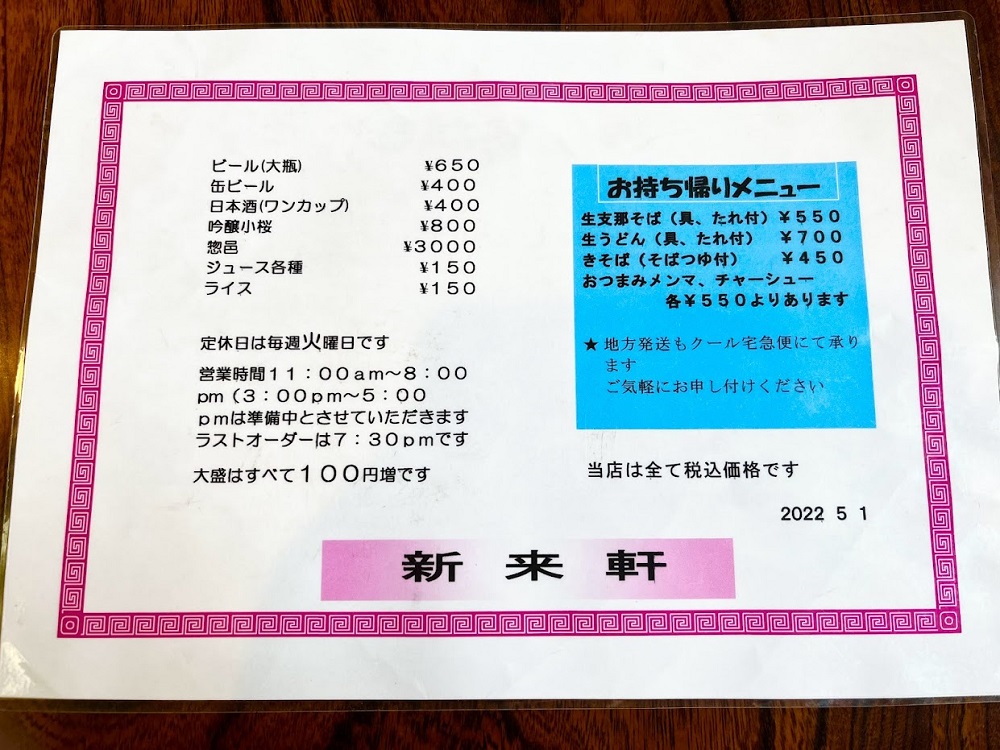 ビール(大瓶) ¥650
缶ビール ¥400
日本酒(ワンカップ) ¥400
吟醸小桜 ¥800
惣邑 ¥3000
ジュース各種 ¥150
ライス ¥150
定休日は毎週火曜日です
営業時間11：00am～8：00
pm（3：00pm～5：00
pmは準備中とさせていただきます
ラストオーダーは7：30pmです
大盛はすべて100円増です
お持ち帰りメニュー
生支那そば（具、たれ付）￥550
生うどん（具、たれ付） ￥700
きそば（そばつゆ付） ￥450
おつまみメンマ、チャーシュー
各￥550よりあります
★ 地方発送もクール宅急便にて承り
ます
ご気軽にお申し付けください
当店は全て税込価格です
2022 5 1
新来軒